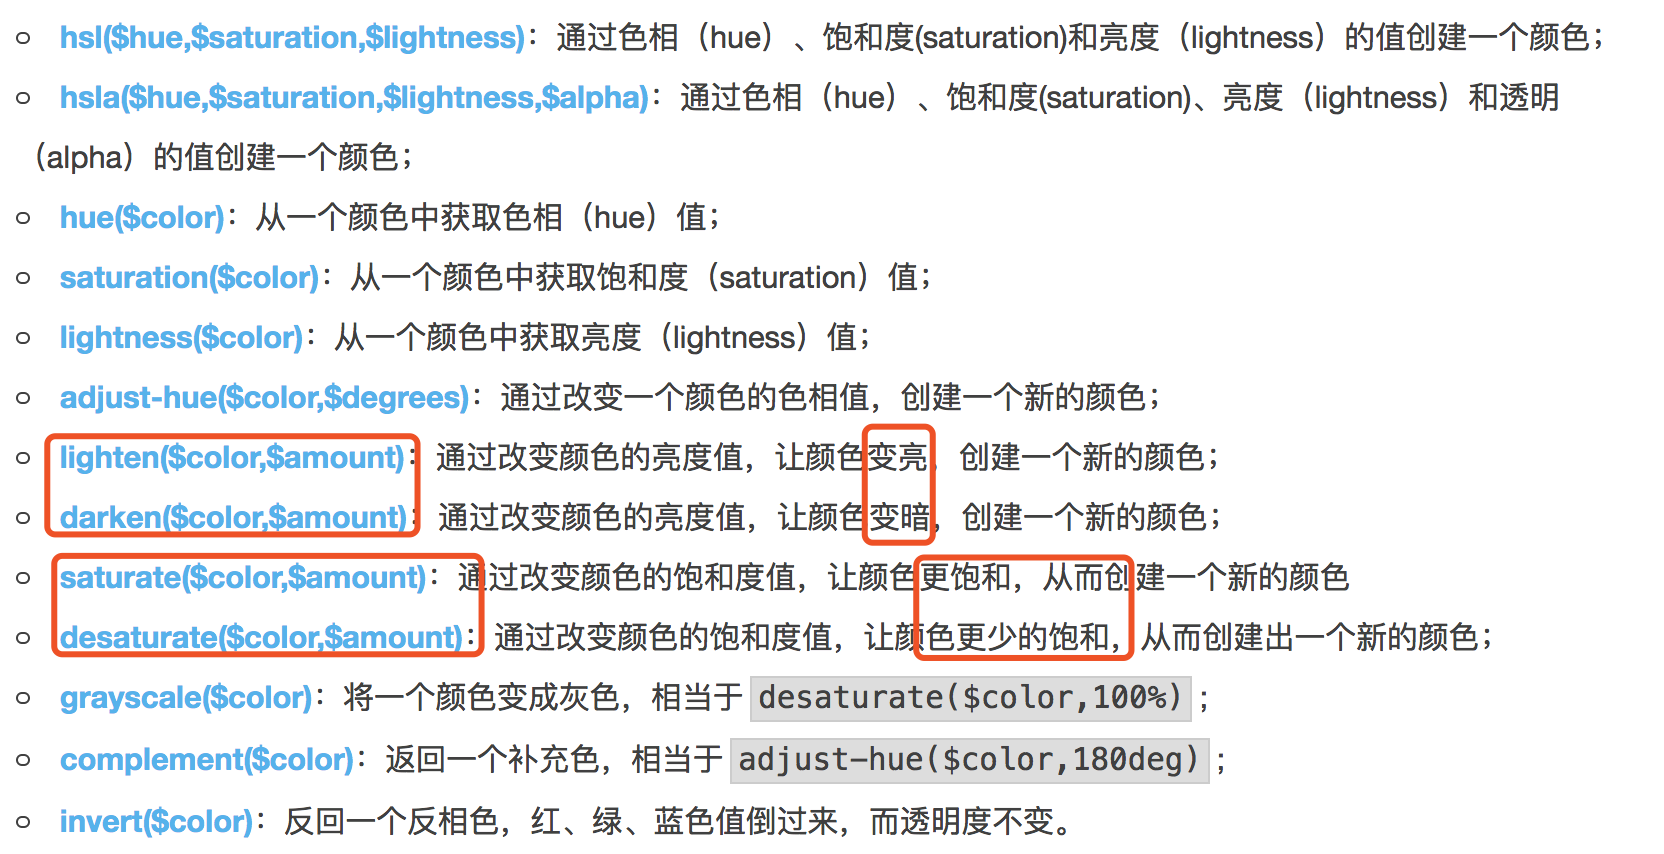 hsl($hue,$saturation,$lightness)：通过色相（hue）、饱和度(saturation)和亮度（lightness）的值创建一个颜色；
hsla($hue,$saturation,$lightness,$alpha)：通过色相（hue）、饱和度(saturation)、亮度（lightness）和透明
（alpha）的值创建一个颜色；
hue($color)：从一个颜色中获取色相（hue）值；
saturation($color)：从一个颜色中获取饱和度（saturation）值；
lightness($color)：从一个颜色中获取亮度（lightness）值；
adjust-hue($color,$degrees)：通过改变一个颜色的色相值，创建一个新的颜色；
lighten($color,$amount)：通过改变颜色的亮度值，让颜色变亮，创建一个新的颜色；
darken($color,$amount)：通过改变颜色的亮度值，让颜色变暗，创建一个新的颜色；
saturate($color,$amount)：通过改变颜色的饱和度值，让颜色更饱和，从而创建一个新的颜色
desaturate($color,$amount)：通过改变颜色的饱和度值，让颜色更少的饱和，从而创建出一个新的颜色；
grayscale($color)：将一个颜色变成灰色，相当于 desaturate($color,100%)；
complement($color)：返回一个补充色，相当于 adjust-hue($color,180deg)；
invert($color)：反回一个反相色，红、绿、蓝色值倒过来，而透明度不变。